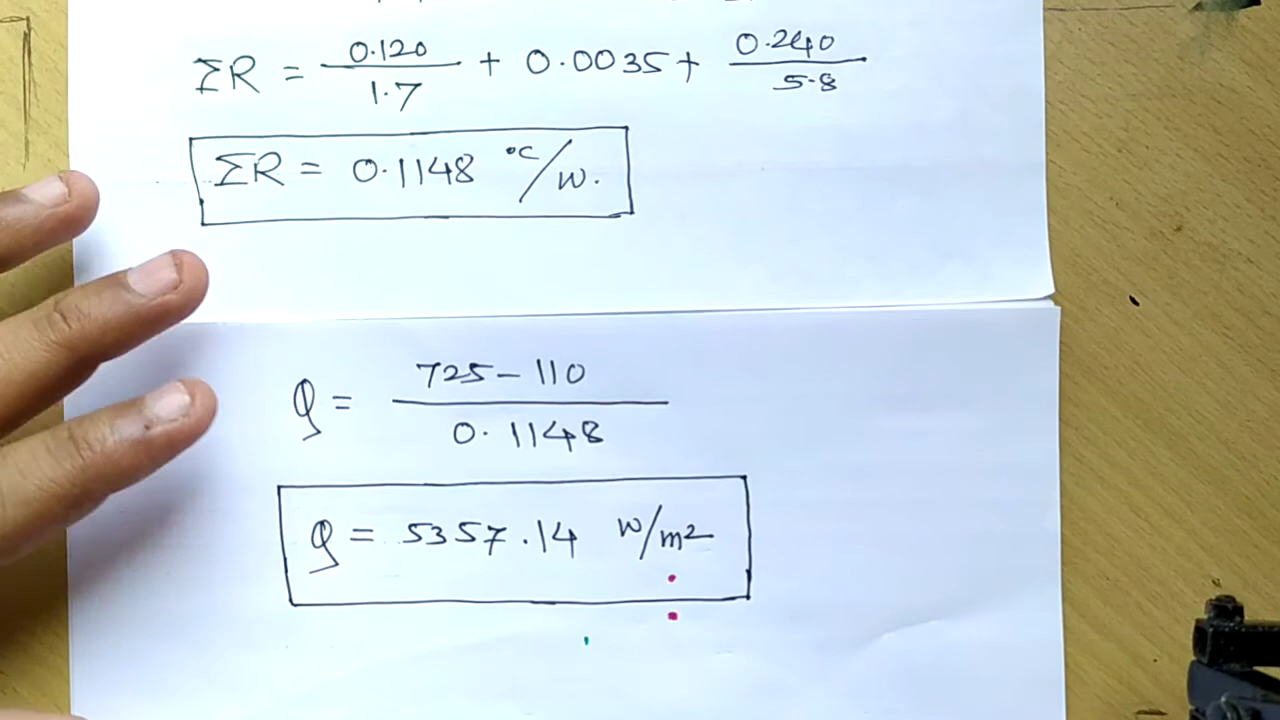 ΣR = 0.120/1.7 + 0.0035 + 0.240/5.8
ΣR = 0.1148 °C/W.
Q = 725 - 110 / 0.1148
Q = 5357.14 W/m²